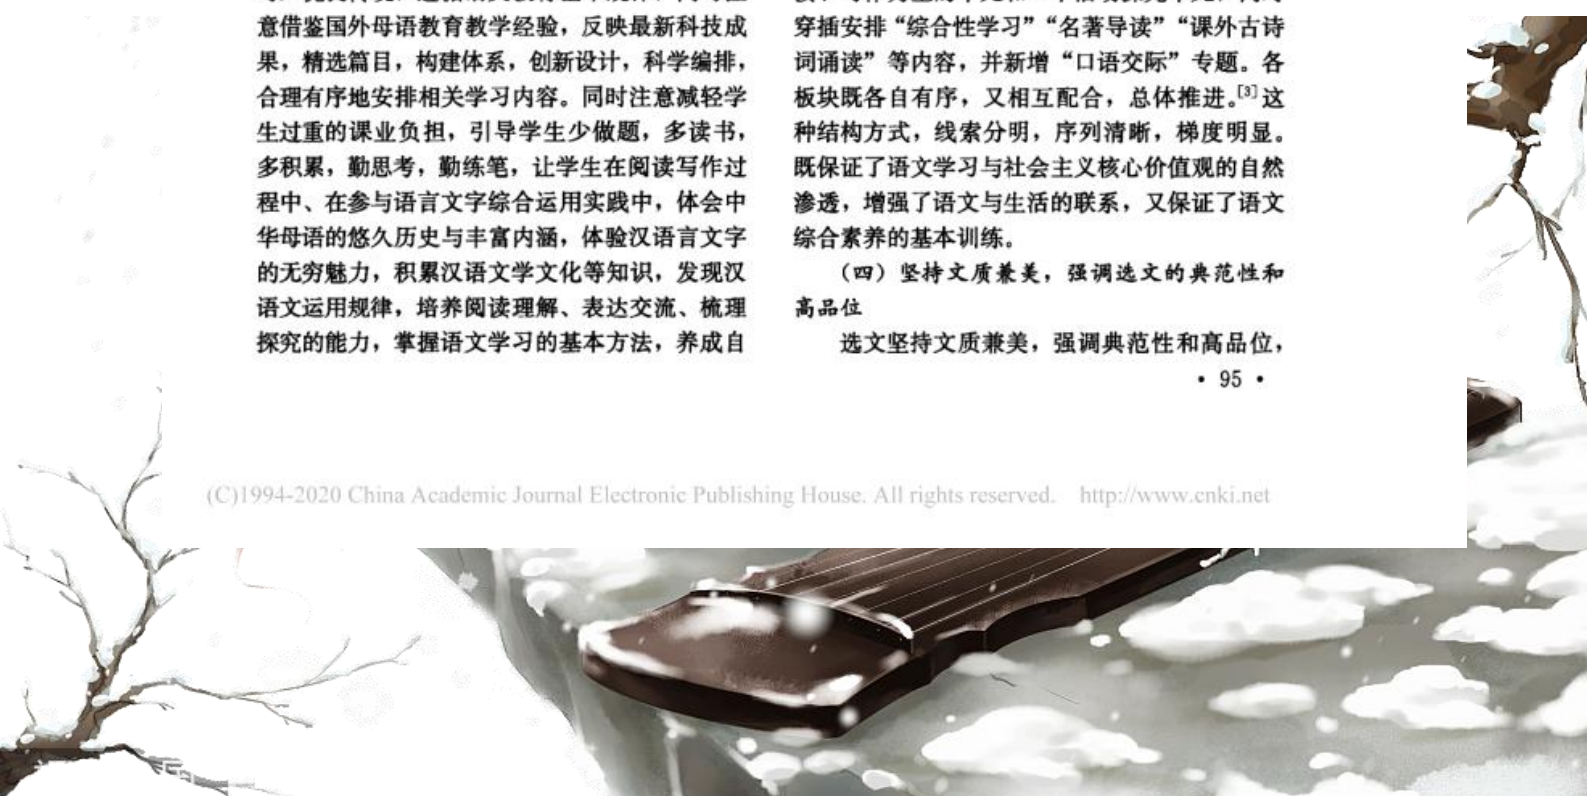 意借鉴国外母语教育教学经验，反映最新科技成
果，精选篇目，构建体系，创新设计，科学编排，
合理有序地安排相关学习内容。同时注意减轻学
生过重的课业负担，引导学生少做题，多读书，
多积累，勤思考，勤练笔，让学生在阅读写作过
程中、在参与语言文字综合运用实践中，体会中
华母语的悠久历史与丰富内涵，体验汉语言文字
的无穷魅力，积累汉语文学文化等知识，发现汉
语文运用规律，培养阅读理解、表达交流、梳理
探究的能力，掌握语文学习的基本方法，养成自
穿插安排“综合性学习”“名著导读”“课外古诗
词诵读”等内容，并新增“口语交际”专题。各
板块既各自有序，又相互配合，总体推进。[3]这
种结构方式，线索分明，序列清晰，梯度明显。
既保证了语文学习与社会主义核心价值观的自然
渗透，增强了语文与生活的联系，又保证了语文
综合素养的基本训练。
（四）坚持文质兼美，强调选文的典范性和
高品位
选文坚持文质兼美，强调典范性和高品位，
• 95 •
(C)1994-2020 China Academic Journal Electronic Publishing House. All rights reserved. http://www.cnki.net